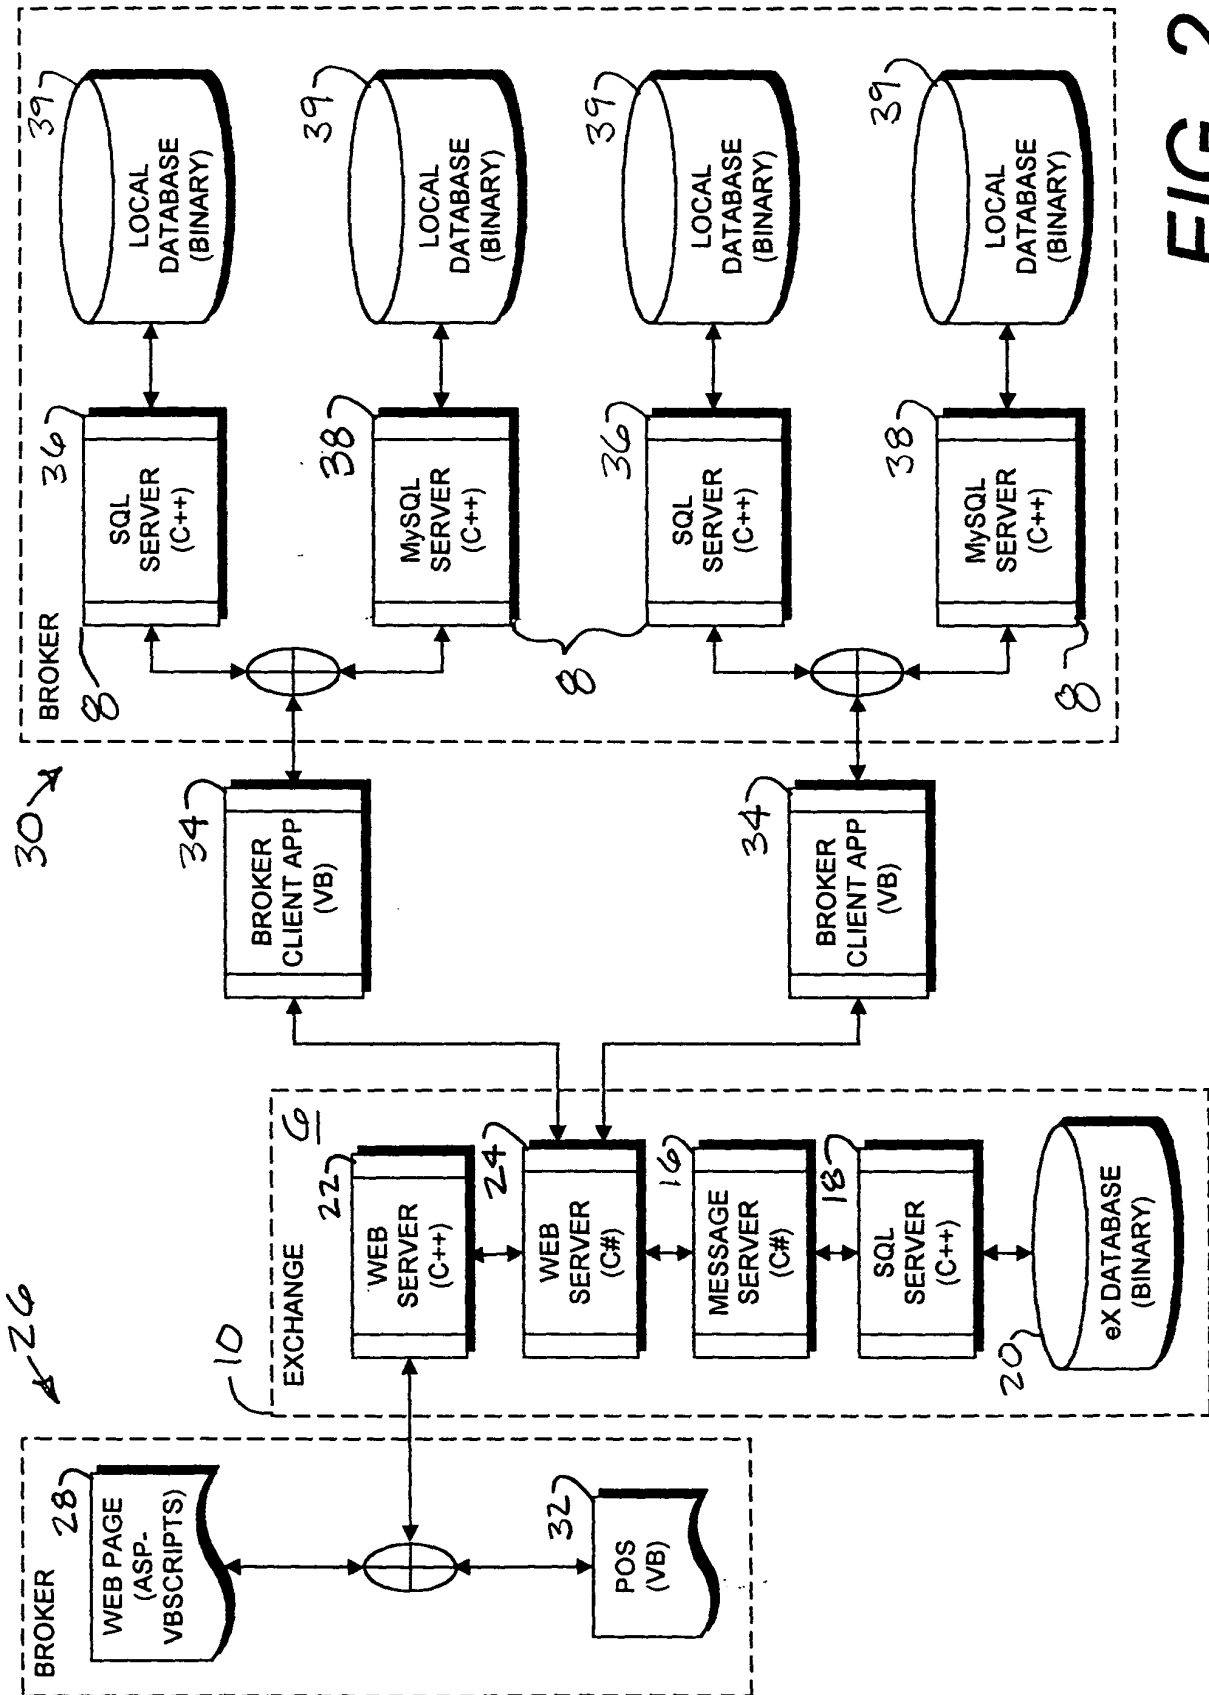 BROKER
28
WEB PAGE
(ASP-
VBSCRIPTS)
32
POS
(VB)
26
10
EXCHANGE
6
22
WEB
SERVER
(C++)
24
WEB
SERVER
(C#)
16
MESSAGE
SERVER
(C#)
18
SQL
SERVER
(C++)
20
eX DATABASE
(BINARY)
34
BROKER
CLIENT APP
(VB)
34
BROKER
CLIENT APP
(VB)
30
BROKER
8
36
SQL
SERVER
(C++)
39
LOCAL
DATABASE
(BINARY)
38
MySQL
SERVER
(C++)
39
LOCAL
DATABASE
(BINARY)
8
36
SQL
SERVER
(C++)
39
LOCAL
DATABASE
(BINARY)
38
MySQL
SERVER
(C++)
8
39
LOCAL
DATABASE
(BINARY)
FIG. 2